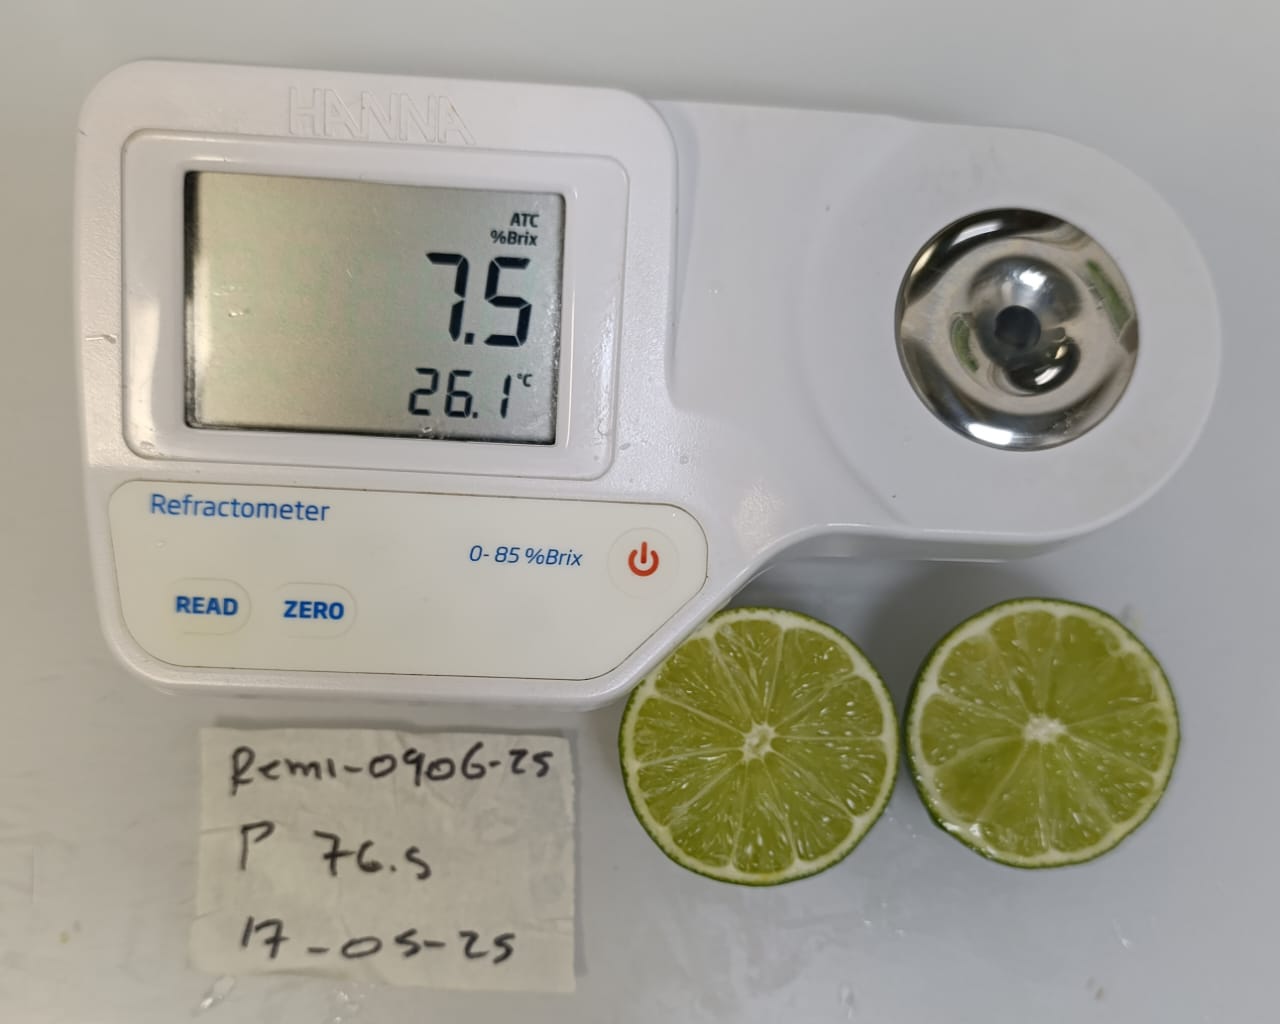 HANNA
ATC
%Brix
7.5
26.1°C
Refractometer
0-85 %Brix
READ ZERO
Remi-0906-25
P 76.5
17-05-25